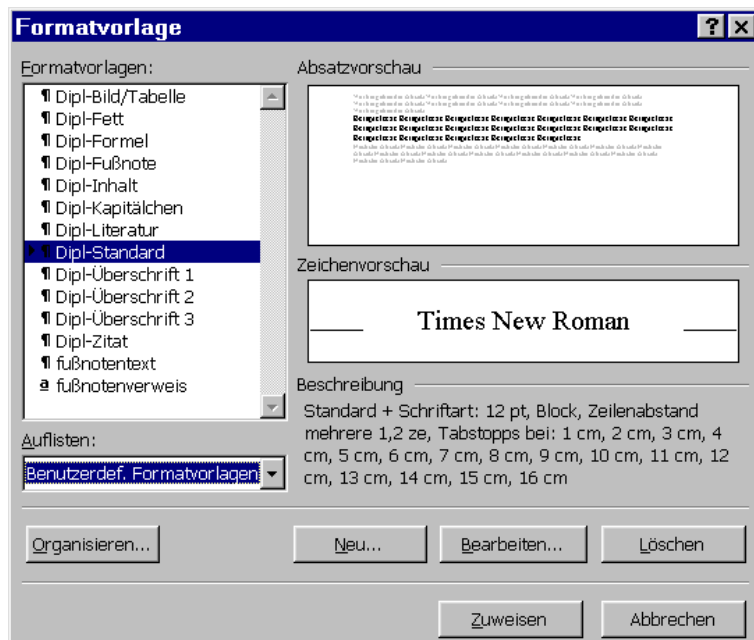 Formatvorlage
Formatvorlagen:
¶ Dipl-Bild/Tabelle
¶ Dipl-Fett
¶ Dipl-Formel
¶ Dipl-Fußnote
¶ Dipl-Inhalt
¶ Dipl-Kapitälchen
¶ Dipl-Literatur
¶ Dipl-Standard
¶ Dipl-Überschrift 1
¶ Dipl-Überschrift 2
¶ Dipl-Überschrift 3
¶ Dipl-Zitat
¶ fußnotentext
a fußnotenverweis
Auflisten:
Benutzerdef. Formatvorlagen
Absatzvorschau
Zeichenvorschau
Times New Roman
Beschreibung
Standard + Schriftart: 12 pt, Block, Zeilenabstand
mehrere 1,2 ze, Tabstopps bei: 1 cm, 2 cm, 3 cm, 4
cm, 5 cm, 6 cm, 7 cm, 8 cm, 9 cm, 10 cm, 11 cm, 12
cm, 13 cm, 14 cm, 15 cm, 16 cm
Organisieren...
Neu...
Bearbeiten...
Löschen
Zuweisen
Abbrechen